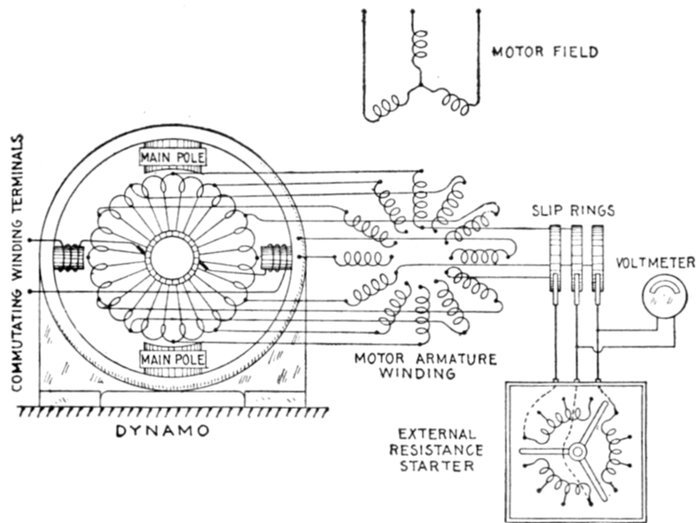 MOTOR FIELD
MAIN POLE
COMMUTATING WINDING TERMINALS
SLIP RINGS
VOLTMETER
MAIN POLE
MOTOR ARMATURE
WINDING
DYNAMO
EXTERNAL
RESISTANCE
STARTER